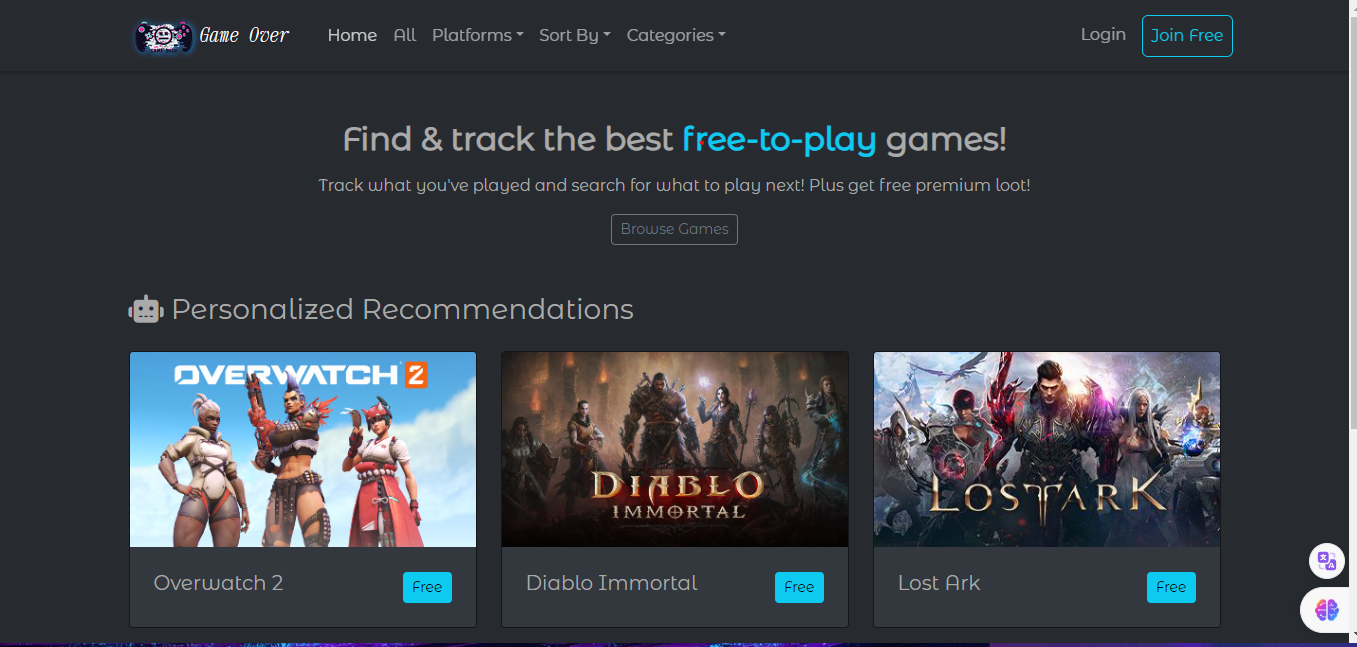 Game Over
Home All Platforms Sort By Categories
Login Join Free
Find & track the best free-to-play games!
Track what you've played and search for what to play next! Plus get free premium loot!
Browse Games
Personalized Recommendations
OVERWATCH 2
DIABLO
IMMORTAL
LOST ARK
Overwatch 2 Free
Diablo Immortal Free
Lost Ark Free